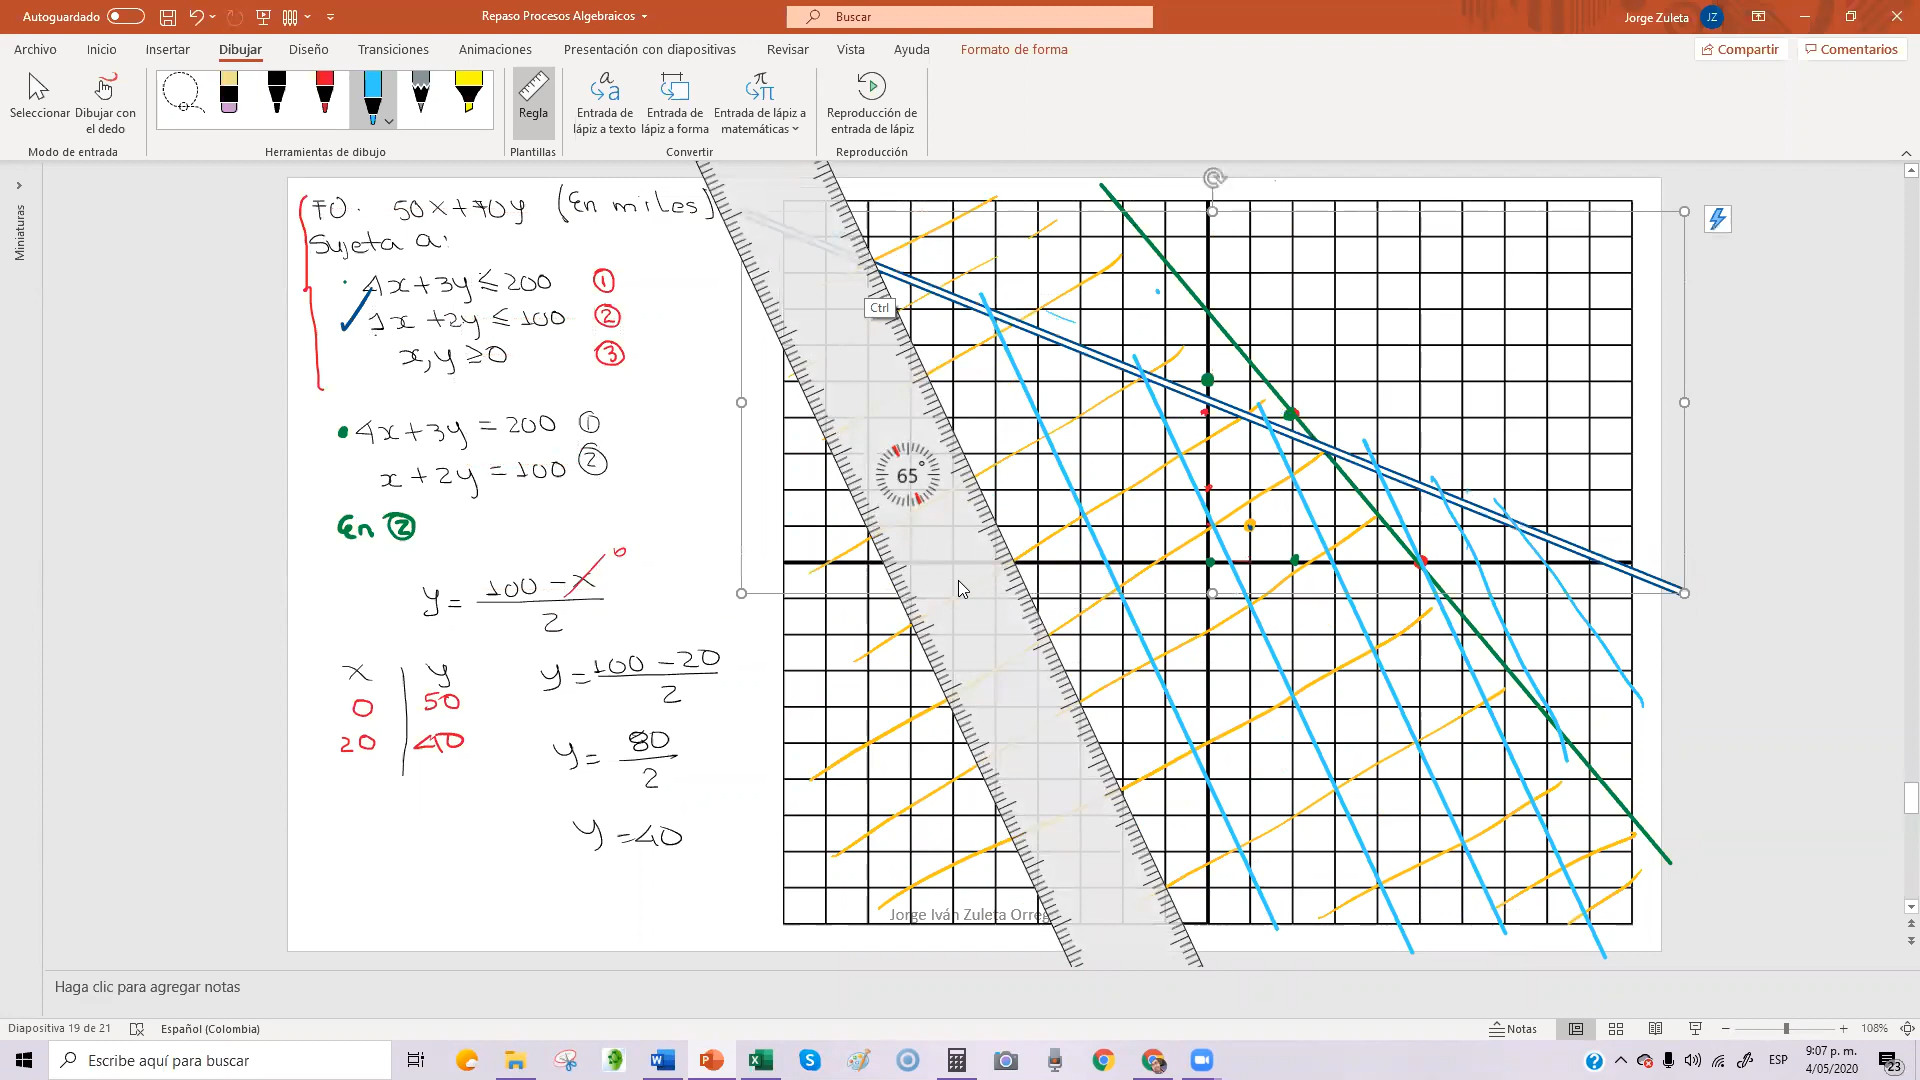 Autoguardado
Repaso Procesos Algebraicos
Buscar
Jorge Zuleta
JZ
Archivo
Inicio
Insertar
Dibujar
Diseño
Transiciones
Animaciones
Presentación con diapositivas
Revisar
Vista
Ayuda
Formato de forma
Compartir
Comentarios
Seleccionar
Dibujar con el dedo
Modo de entrada
Herramientas de dibujo
Regla
Plantillas
Entrada de lápiz a texto
Entrada de lápiz a forma
Entrada de lápiz a matemáticas
Convertir
Reproducción de entrada de lápiz
Reproducción
Miniaturas
FO. 50x+70y (En miles)
Sujeta a:
4x+3y ≤ 200 ①
1x +2y ≤ 100 ②
x,y ≥0 ③
4x+3y = 200 ①
x+2y =100 ②
En ②
y = 100 -x / 2
0
x | y
0 | 50
20 | 40
y = 100 -20 / 2
y = 80 / 2
y =40
Ctrl
65°
Jorge Iván Zuleta Orreg
Haga clic para agregar notas
Diapositiva 19 de 21
Español (Colombia)
Notas
108%
Escribe aquí para buscar
ESP
9:07 p. m.
4/05/2020
23